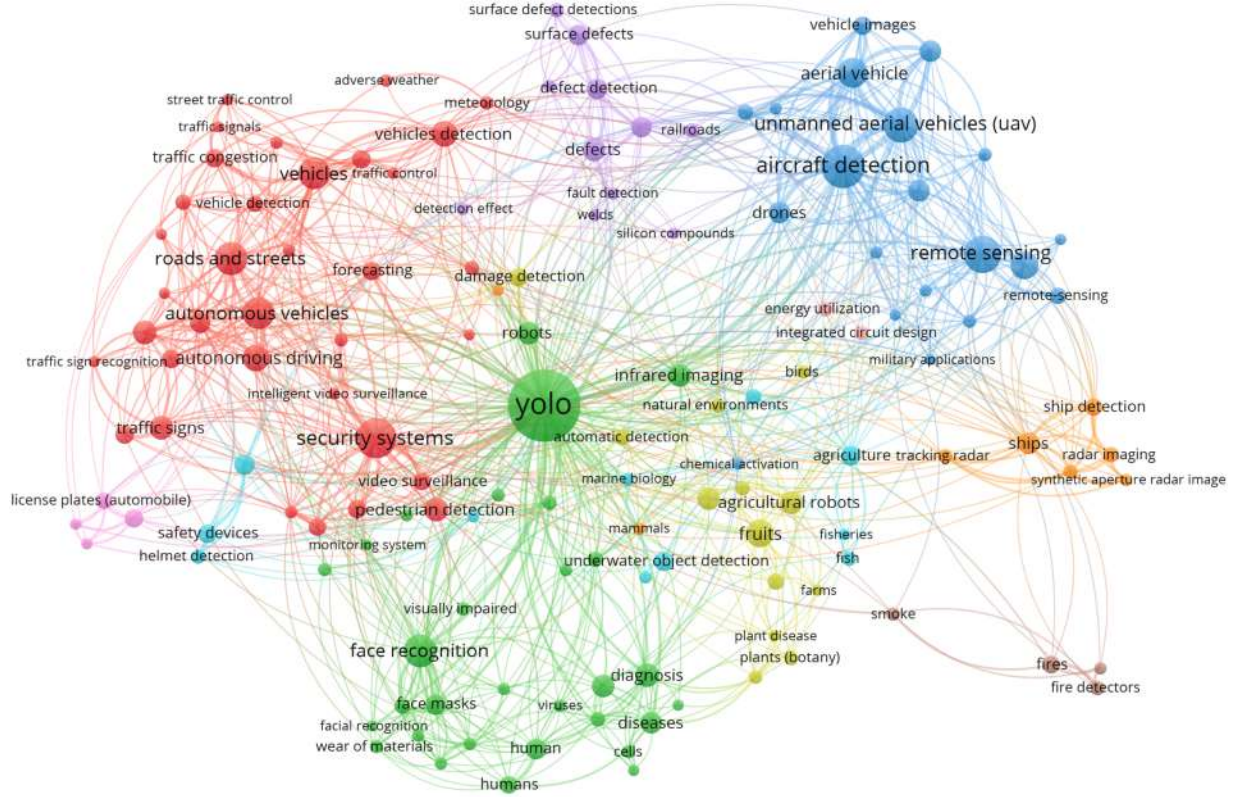 surface defect detections
vehicle images
surface defects
aerial vehicle
adverse weather
defect detection
street traffic control
meteorology
traffic signals
vehicles detection
railroads
unmanned aerial vehicles (uav)
traffic congestion
defects
vehicles
traffic control
aircraft detection
fault detection
vehicle detection
detection effect
welds
drones
silicon compounds
roads and streets
remote sensing
forecasting
damage detection
remote-sensing
energy utilization
autonomous vehicles
robots
integrated circuit design
traffic sign recognition
autonomous driving
military applications
infrared imaging
birds
intelligent video surveillance
yolo
natural environments
ship detection
traffic signs
security systems
automatic detection
ships
agriculture
tracking radar
radar imaging
chemical activation
video surveillance
marine biology
synthetic aperture radar image
license plates (automobile)
pedestrian detection
agricultural robots
safety devices
mammals
fruits
fisheries
monitoring system
helmet detection
underwater object detection
fish
farms
visually impaired
smoke
plant disease
face recognition
plants (botany)
fires
diagnosis
fire detectors
face masks
viruses
facial recognition
diseases
wear of materials
human
cells
humans